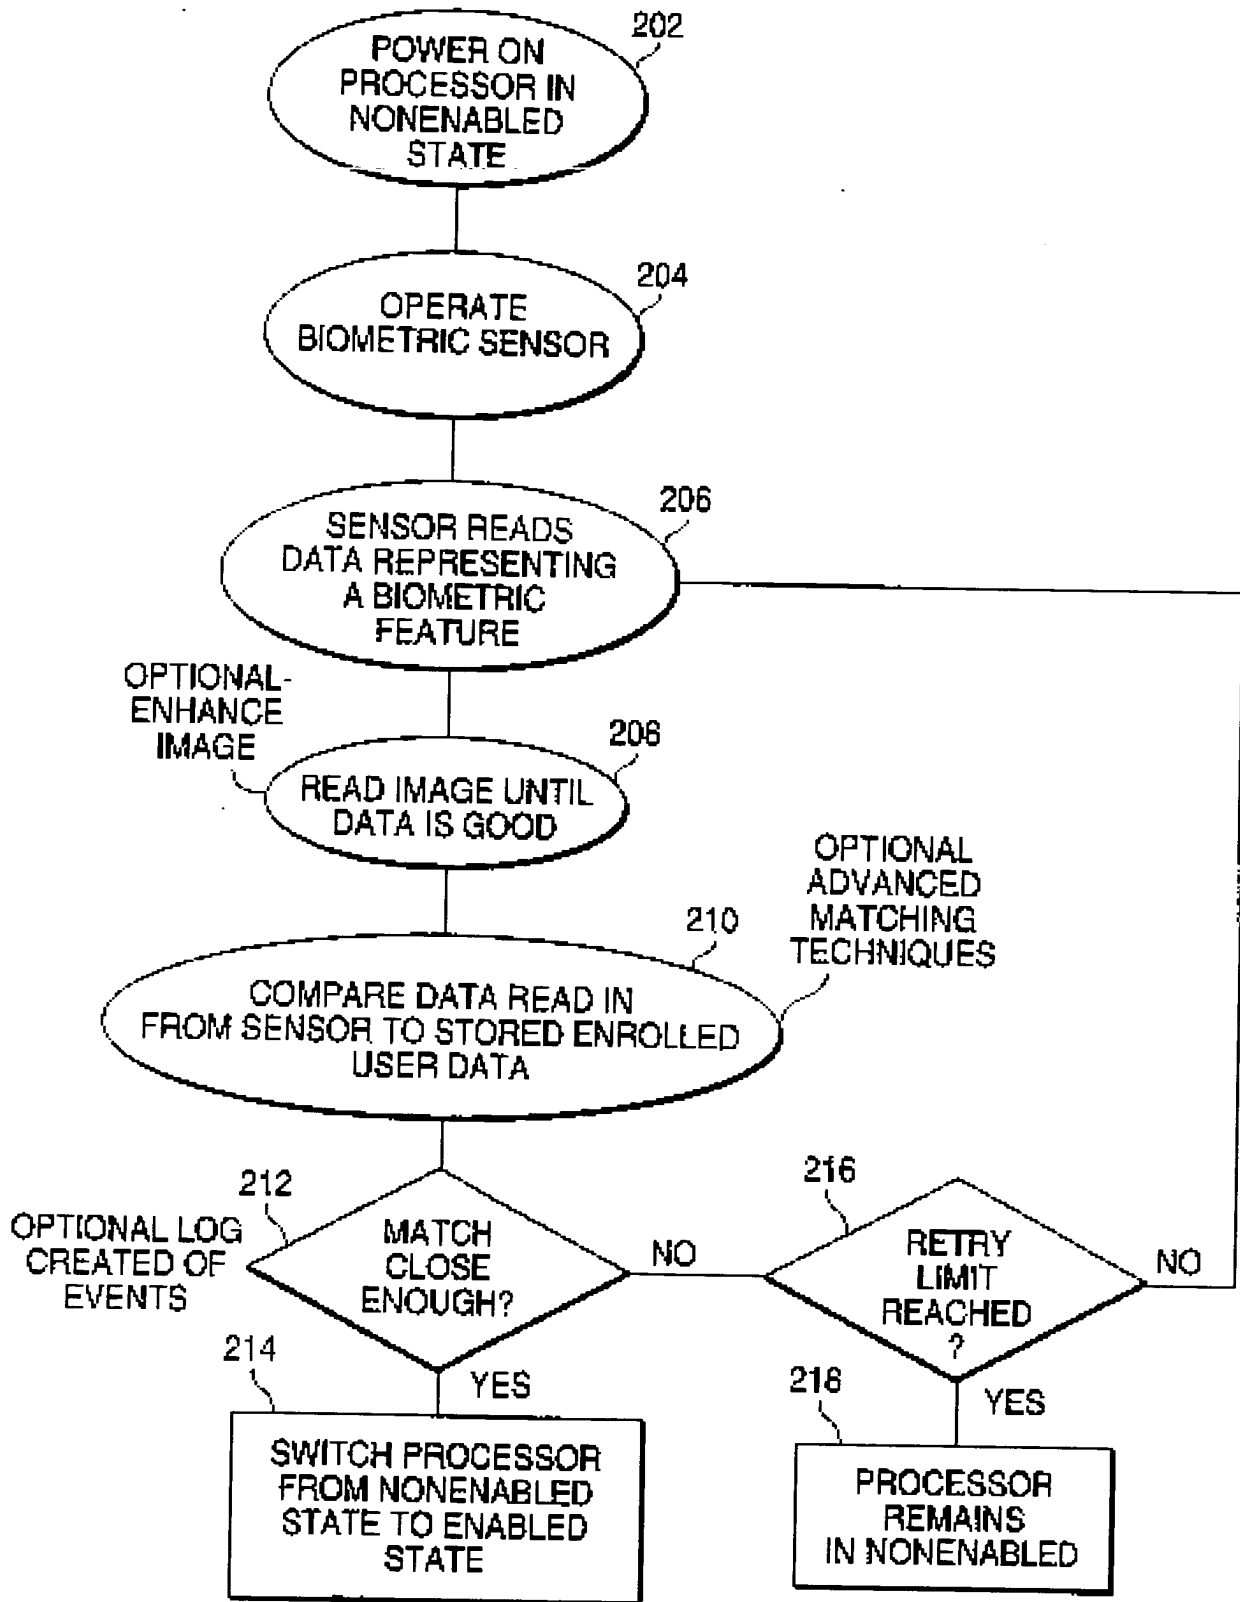 202
POWER ON
PROCESSOR IN
NONENABLED
STATE
204
OPERATE
BIOMETRIC SENSOR
206
SENSOR READS
DATA REPRESENTING
A BIOMETRIC
FEATURE
OPTIONAL-
ENHANCE
IMAGE
208
READ IMAGE UNTIL
DATA IS GOOD
OPTIONAL
ADVANCED
MATCHING
TECHNIQUES
210
COMPARE DATA READ IN
FROM SENSOR TO STORED ENROLLED
USER DATA
212
OPTIONAL LOG
CREATED OF
EVENTS
MATCH
CLOSE
ENOUGH?
NO
216
RETRY
LIMIT
REACHED
?
NO
214
YES
SWITCH PROCESSOR
FROM NONENABLED
STATE TO ENABLED
STATE
218
YES
PROCESSOR
REMAINS
IN NONENABLED